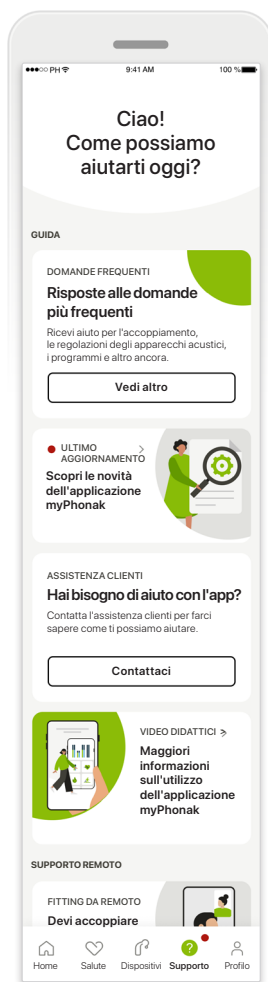 PH
9:41 AM
100 %
Ciao!
Come possiamo
aiutarti oggi?
GUIDA
DOMANDE FREQUENTI
Risposte alle domande
più frequenti
Ricevi aiuto per l'accoppiamento,
le regolazioni degli apparecchi acustici,
i programmi e altro ancora.
Vedi altro
ULTIMO
AGGIORNAMENTO
Scopri le novità
dell'applicazione
myPhonak
ASSISTENZA CLIENTI
Hai bisogno di aiuto con l'app?
Contatta l'assistenza clienti per farci
sapere come ti possiamo aiutare.
Contattaci
VIDEO DIDATTICI
Maggiori
informazioni
sull'utilizzo
dell'applicazione
myPhonak
SUPPORTO REMOTO
FITTING DA REMOTO
Devi accoppiare
Home
Salute
Dispositivi
Supporto
Profilo